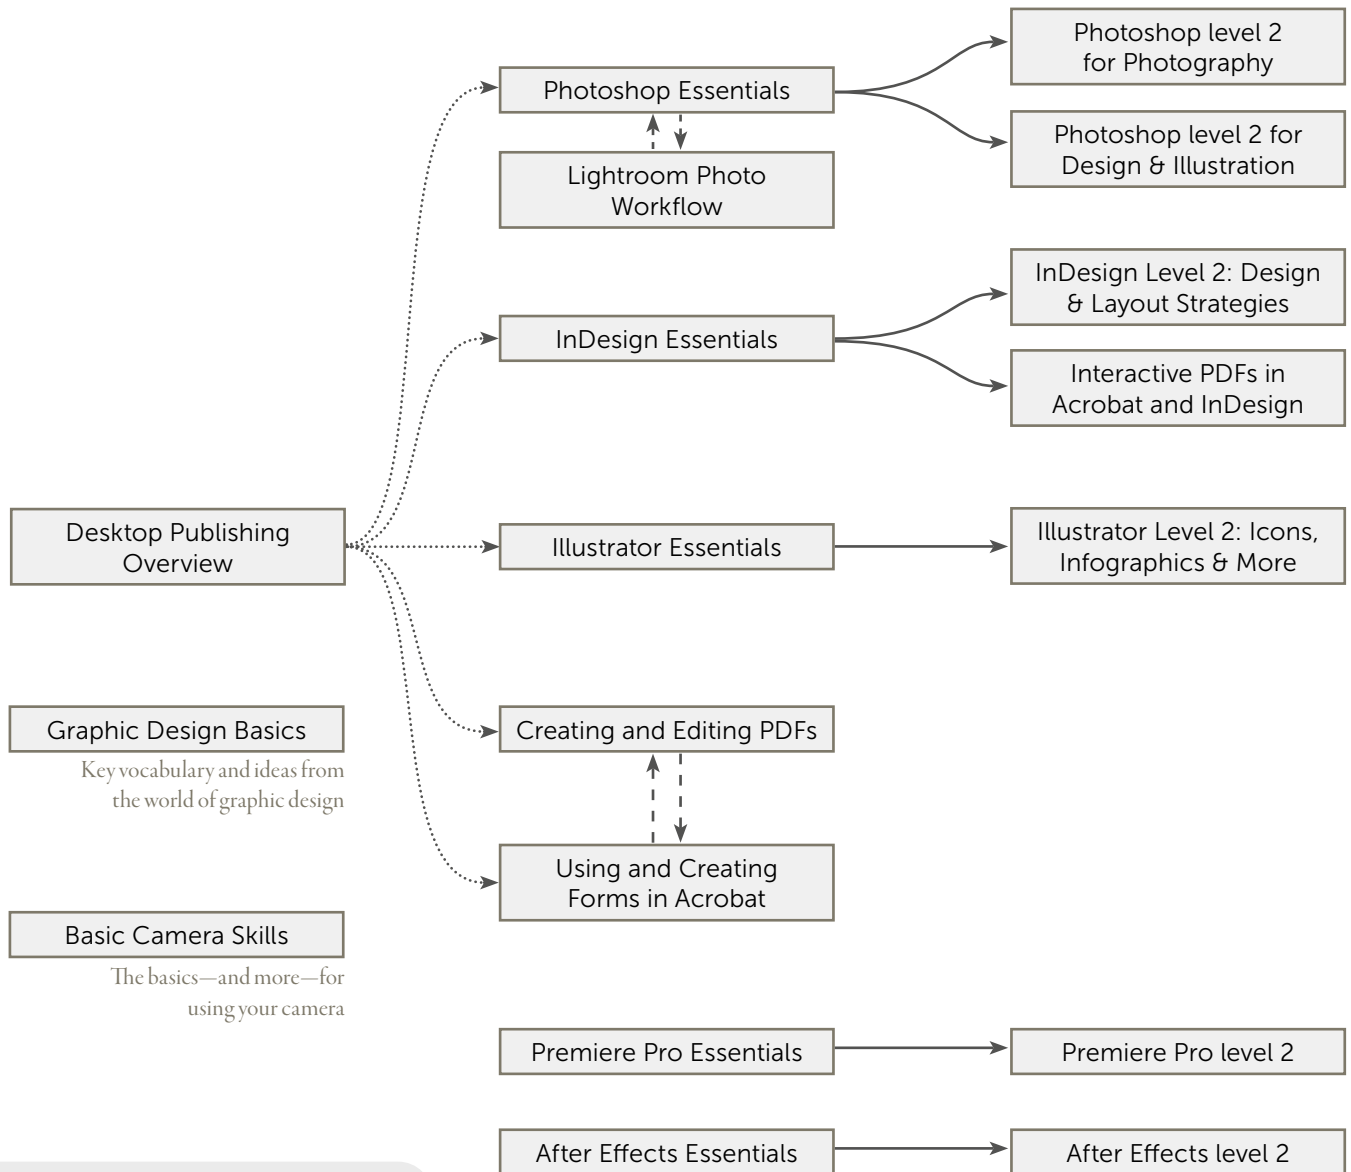 Photoshop level 2
for Photography
Photoshop Essentials
Photoshop level 2 for
Design & Illustration
Lightroom Photo
Workflow
InDesign Level 2: Design
& Layout Strategies
InDesign Essentials
Interactive PDFs in
Acrobat and InDesign
Desktop Publishing
Overview
Illustrator Essentials
Illustrator Level 2: Icons,
Infographics & More
Graphic Design Basics
Key vocabulary and ideas from
the world of graphic design
Creating and Editing PDFs
Using and Creating
Forms in Acrobat
Basic Camera Skills
The basics—and more—for
using your camera
Premiere Pro Essentials
Premiere Pro level 2
After Effects Essentials
After Effects level 2